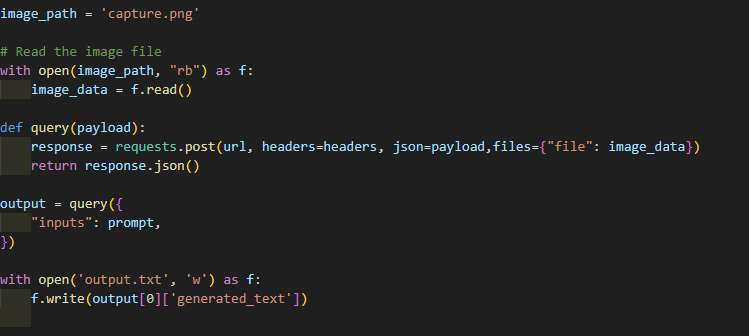 image_path = 'capture.png'
# Read the image file
with open(image_path, "rb") as f:
    image_data = f.read()
def query(payload):
    response = requests.post(url, headers=headers, json=payload,files={"file": image_data})
    return response.json()
output = query({
    "inputs": prompt,
})
with open('output.txt', 'w') as f:
    f.write(output[0]['generated_text'])